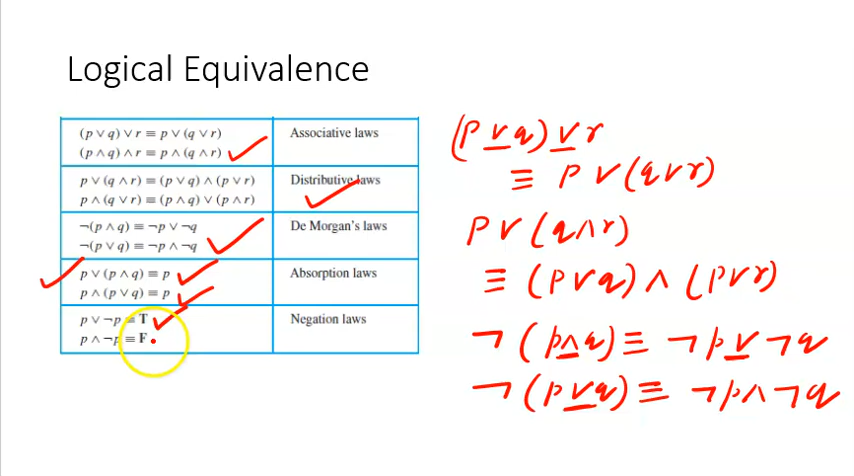 Logical Equivalence
(p ∨ q) ∨ r ≡ p ∨ (q ∨ r)
(p ∧ q) ∧ r ≡ p ∧ (q ∧ r)
Associative laws
p ∨ (q ∧ r) ≡ (p ∨ q) ∧ (p ∨ r)
p ∧ (q ∨ r) ≡ (p ∧ q) ∨ (p ∧ r)
Distributive laws
¬(p ∧ q) ≡ ¬p ∨ ¬q
¬(p ∨ q) ≡ ¬p ∧ ¬q
De Morgan's laws
p ∨ (p ∧ q) ≡ p
p ∧ (p ∨ q) ≡ p
Absorption laws
p ∨ ¬p ≡ T
p ∧ ¬p ≡ F
Negation laws
(p ∨ q) ∨ r
≡ p ∨ (q ∨ r)
p ∨ (q ∧ r)
≡ (p ∨ q) ∧ (p ∨ r)
¬ (p ∧ q) ≡ ¬p ∨ ¬q
¬ (p ∨ q) ≡ ¬p ∧ ¬q